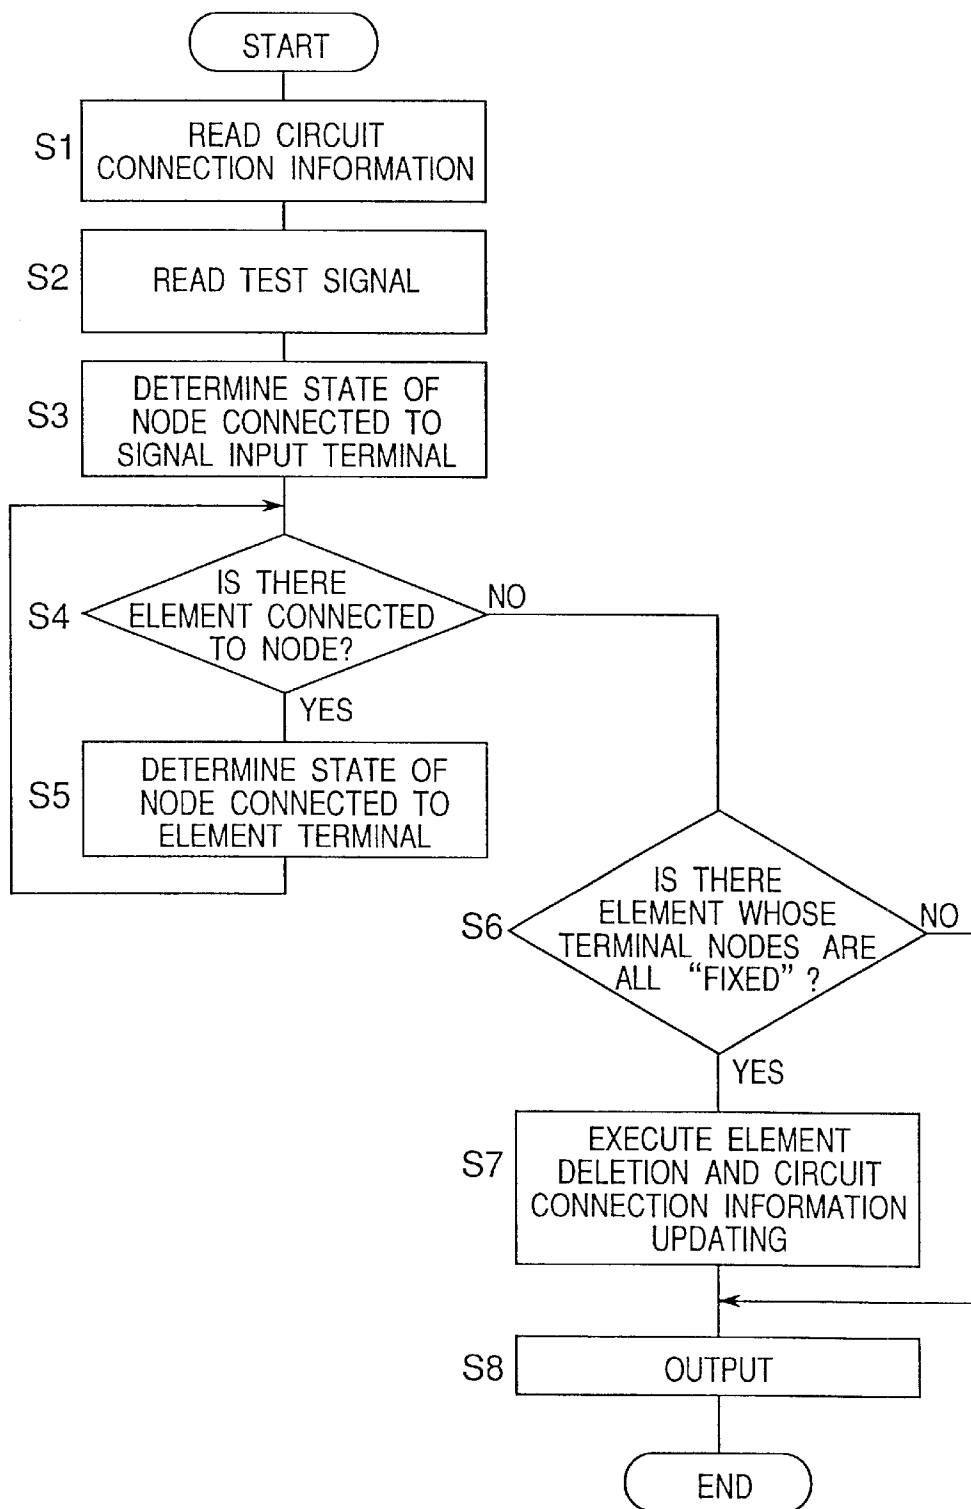 START
S1
READ CIRCUIT
CONNECTION INFORMATION
S2
READ TEST SIGNAL
S3
DETERMINE STATE OF
NODE CONNECTED TO
SIGNAL INPUT TERMINAL
S4
IS THERE
ELEMENT CONNECTED
TO NODE?
NO
YES
S5
DETERMINE STATE OF
NODE CONNECTED TO
ELEMENT TERMINAL
S6
IS THERE
ELEMENT WHOSE
TERMINAL NODES ARE
ALL “FIXED” ?
NO
YES
S7
EXECUTE ELEMENT
DELETION AND CIRCUIT
CONNECTION INFORMATION
UPDATING
S8
OUTPUT
END